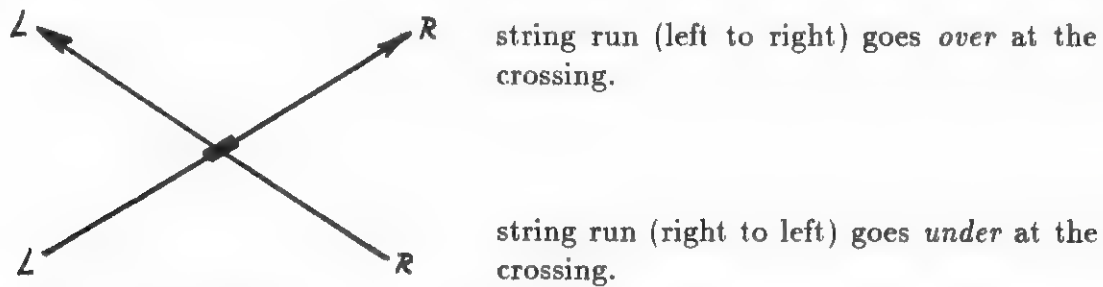 L
R
string run (left to right) goes over at the
crossing.
string run (right to left) goes under at the
crossing.
L
R